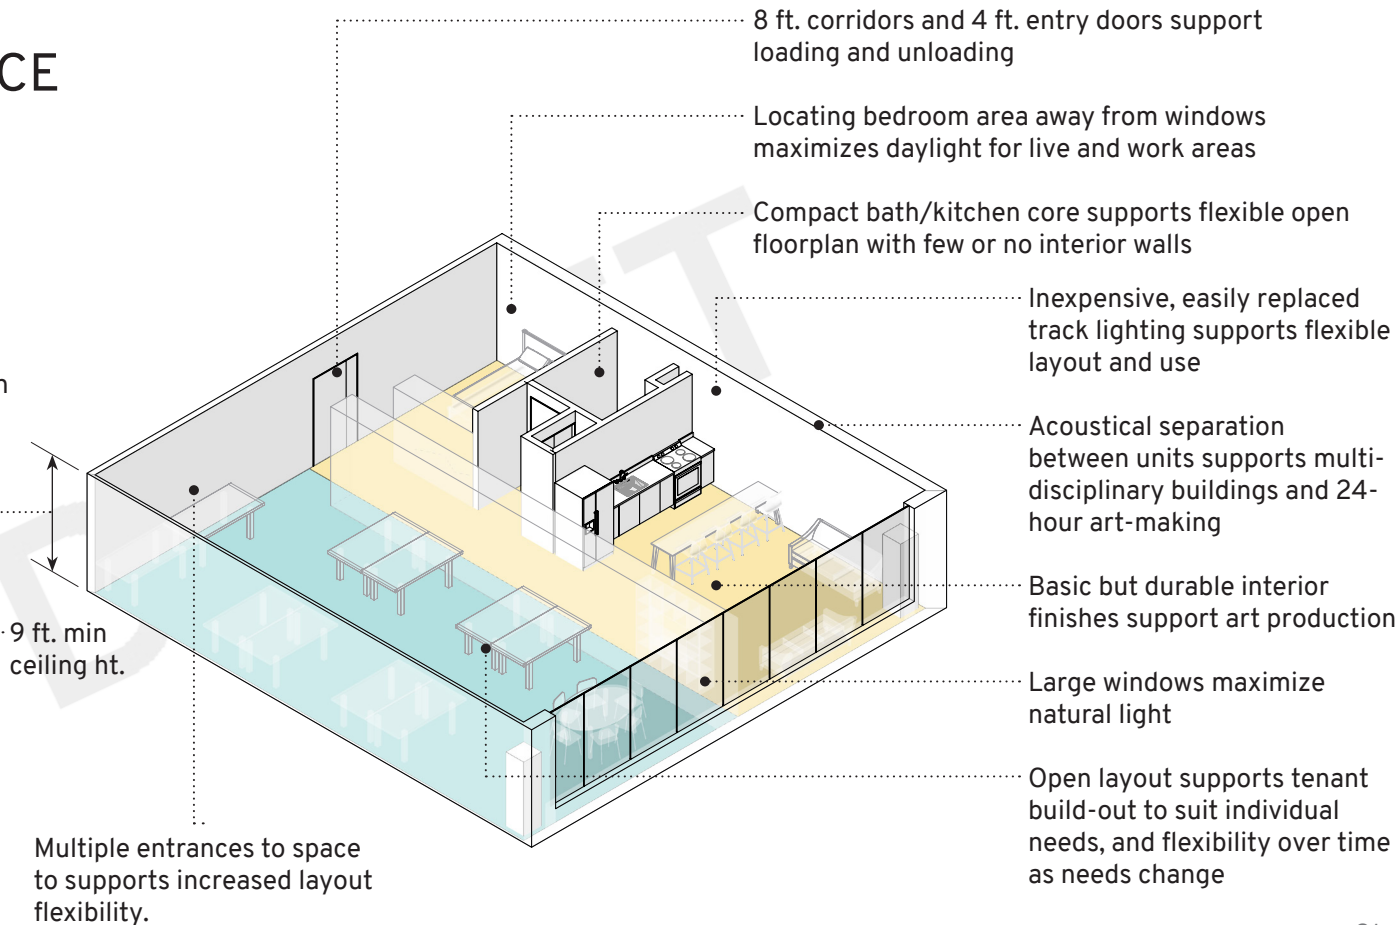 CE
8 ft. corridors and 4 ft. entry doors support
loading and unloading
Locating bedroom area away from windows
maximizes daylight for live and work areas
Compact bath/kitchen core supports flexible open
floorplan with few or no interior walls
Inexpensive, easily replaced
track lighting supports flexible
layout and use
Acoustical separation
between units supports multi-
disciplinary buildings and 24-
hour art-making
Basic but durable interior
finishes support art production
Large windows maximize
natural light
Open layout supports tenant
build-out to suit individual
needs, and flexibility over time
as needs change
9 ft. min
ceiling ht.
Multiple entrances to space
to supports increased layout
flexibility.
DRAFT